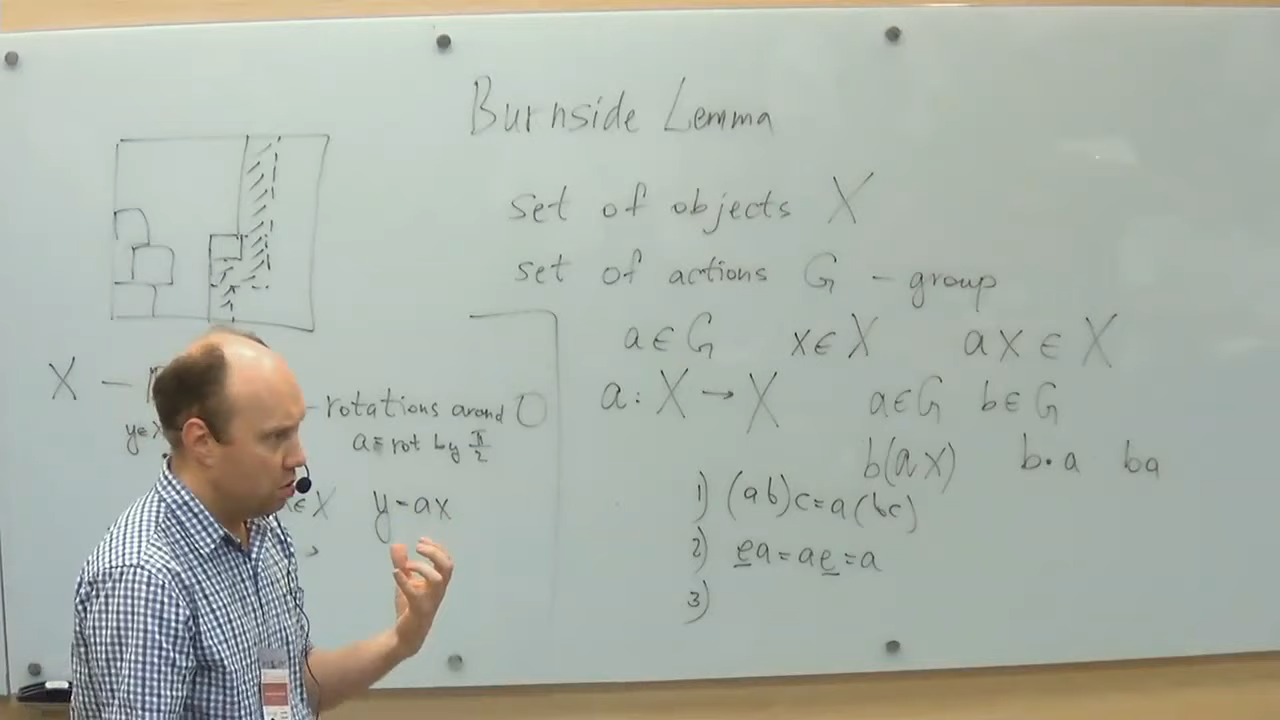 Burnside Lemma
set of objects X
set of actions G - group
a ∈ G x ∈ X ax ∈ X
a : X → X a ∈ G b ∈ G
b(ax) b·a ba
1) (ab)c = a(bc)
2) ea = ae = a
3)
X —
- rotations around O
a = rot by π/2
∈ X y = ax